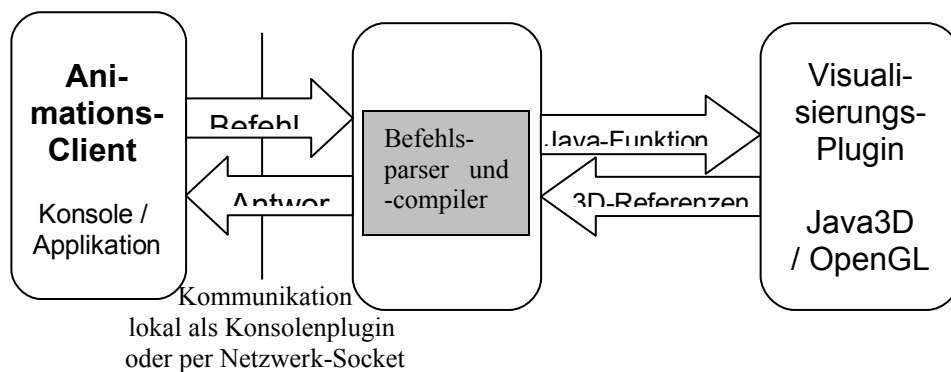 Ani-
mations-
Client
Konsole /
Applikation
Befehl
Antwor
Kommunikation
lokal als Konsolenplugin
oder per Netzwerk-Socket
Befehls-
parser und
-compiler
Java-Funktion
3D-Referenzen
Visuali-
sierungs-
Plugin
Java3D
/ OpenGL